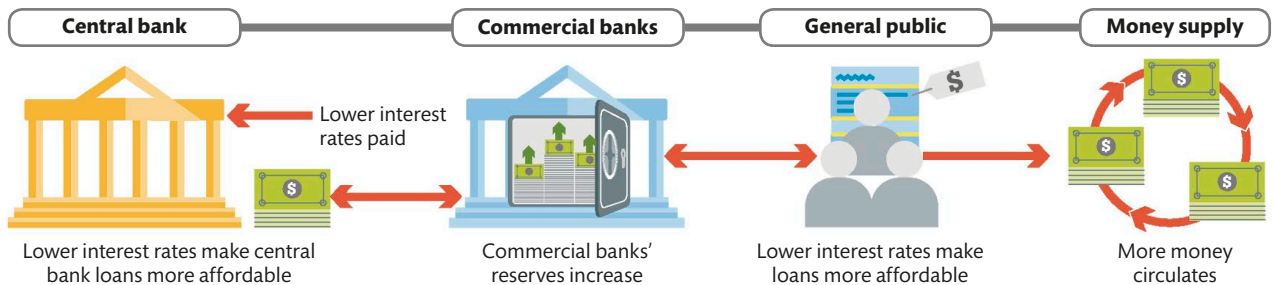 Central bank
Commercial banks
General public
Money supply
$
Lower interest
rates paid
$
$
$
$
Lower interest rates make central
bank loans more affordable
Commercial banks’
reserves increase
Lower interest rates make
loans more affordable
More money
circulates